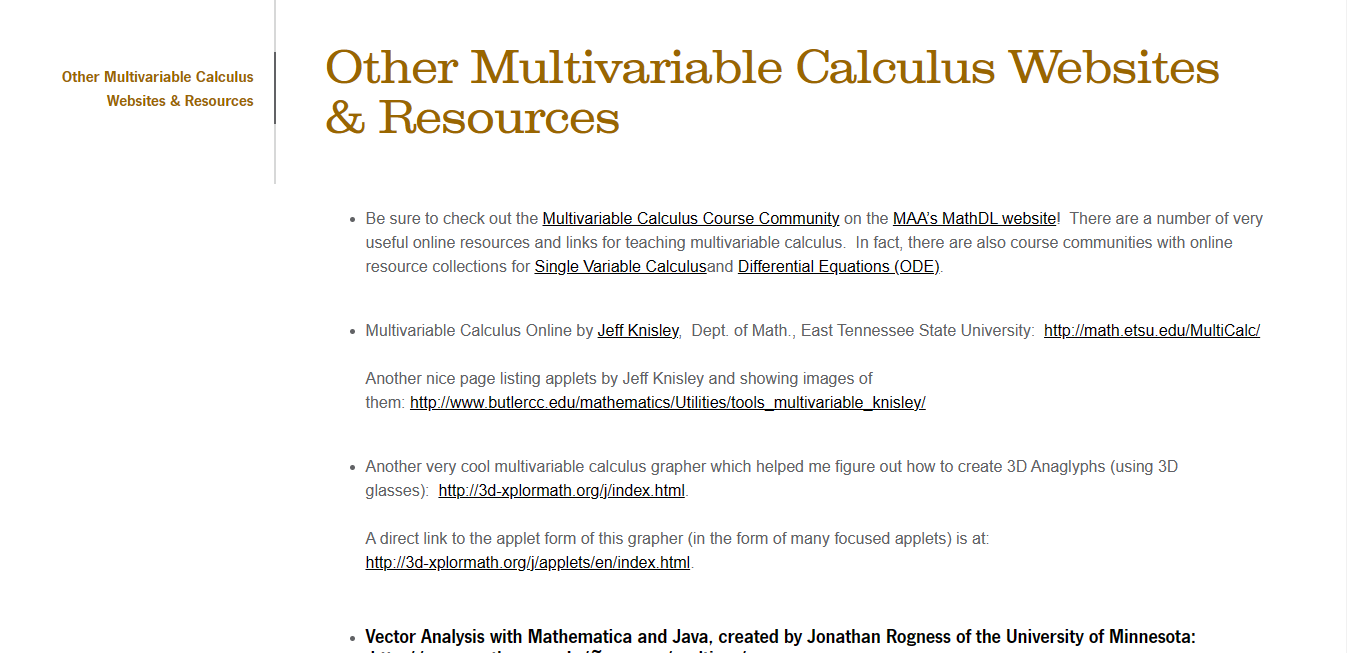 Other Multivariable Calculus
Websites & Resources
Other Multivariable Calculus Websites
& Resources
Be sure to check out the Multivariable Calculus Course Community on the MAA's MathDL website!  There are a number of very
useful online resources and links for teaching multivariable calculus.  In fact, there are also course communities with online
resource collections for Single Variable Calculusand Differential Equations (ODE).
Multivariable Calculus Online by Jeff Knisley,  Dept. of Math., East Tennessee State University:  http://math.etsu.edu/MultiCalc/
Another nice page listing applets by Jeff Knisley and showing images of
them: http://www.butlercc.edu/mathematics/Utilities/tools_multivariable_knisley/
Another very cool multivariable calculus grapher which helped me figure out how to create 3D Anaglyphs (using 3D
glasses):  http://3d-xplormath.org/j/index.html.
A direct link to the applet form of this grapher (in the form of many focused applets) is at:
http://3d-xplormath.org/j/applets/en/index.html.
Vector Analysis with Mathematica and Java, created by Jonathan Rogness of the University of Minnesota: